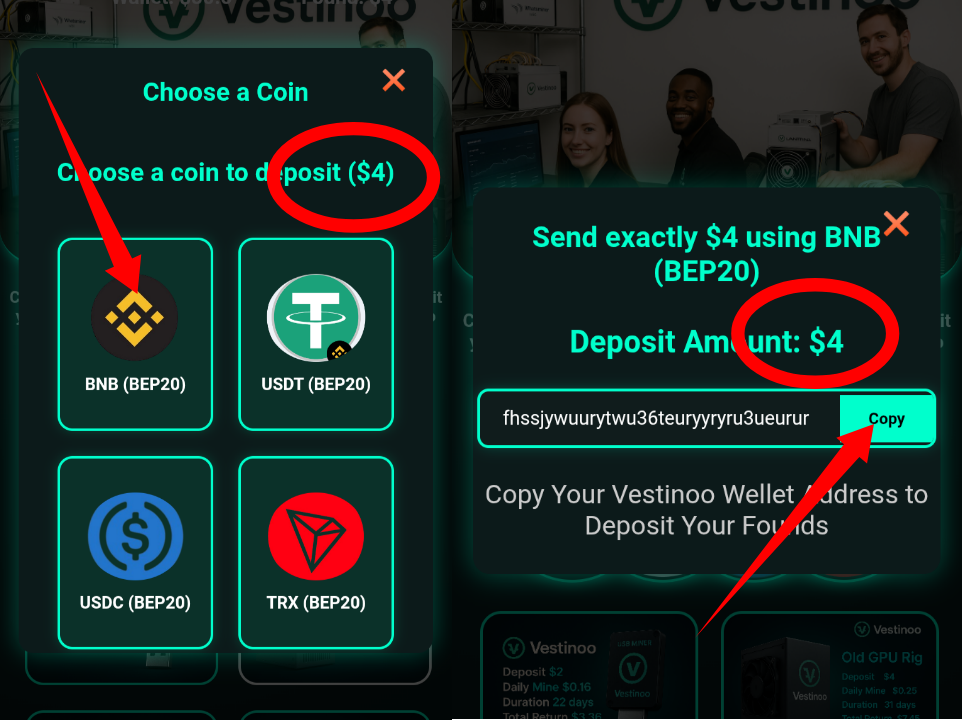 Vestinoo
Choose a Coin
Choose a coin to deposit ($4)
BNB (BEP20)
USDT (BEP20)
USDC (BEP20)
TRX (BEP20)
Vestinoo
Send exactly $4 using BNB
(BEP20)
Deposit Amount: $4
fhssjywuurytwu36teuryyryru3ueurur
Copy
Copy Your Vestinoo Wellet Address to
Deposit Your Founds
Vestinoo
Deposit $2
Daily Mine $0.16
Duration 22 days
Total Return $3.36
USB MINER
Vestinoo
Vestinoo
Old GPU Rig
Deposit $4
Daily Mine $0.25
Duration 31 days
Vestinoo